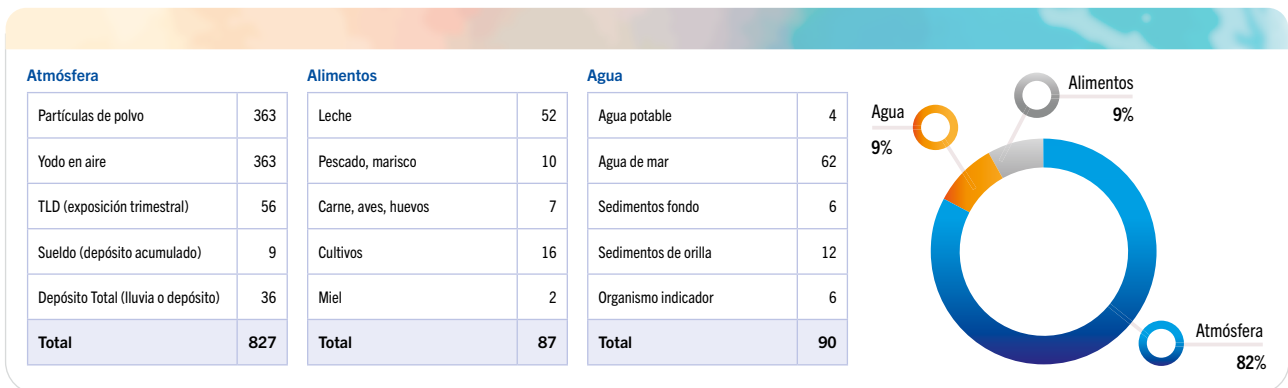 Atmósfera
Partículas de polvo 363
Yodo en aire 363
TLD (exposición trimestral) 56
Sueldo (depósito acumulado) 9
Depósito Total (lluvia o depósito) 36
Total 827
Alimentos
Leche 52
Pescado, marisco 10
Carne, aves, huevos 7
Cultivos 16
Miel 2
Total 87
Agua
Agua potable 4
Agua de mar 62
Sedimentos fondo 6
Sedimentos de orilla 12
Organismo indicador 6
Total 90
Alimentos
9%
Agua
9%
Atmósfera
82%